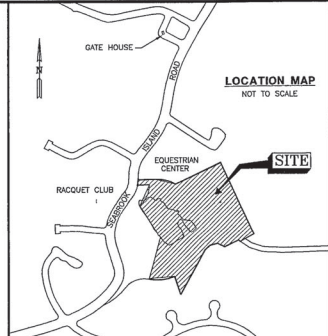 GATE HOUSE
N
ROAD
LOCATION MAP
NOT TO SCALE
ISLAND
EQUESTRIAN
CENTER
SITE
RACQUET CLUB
SEABROOK